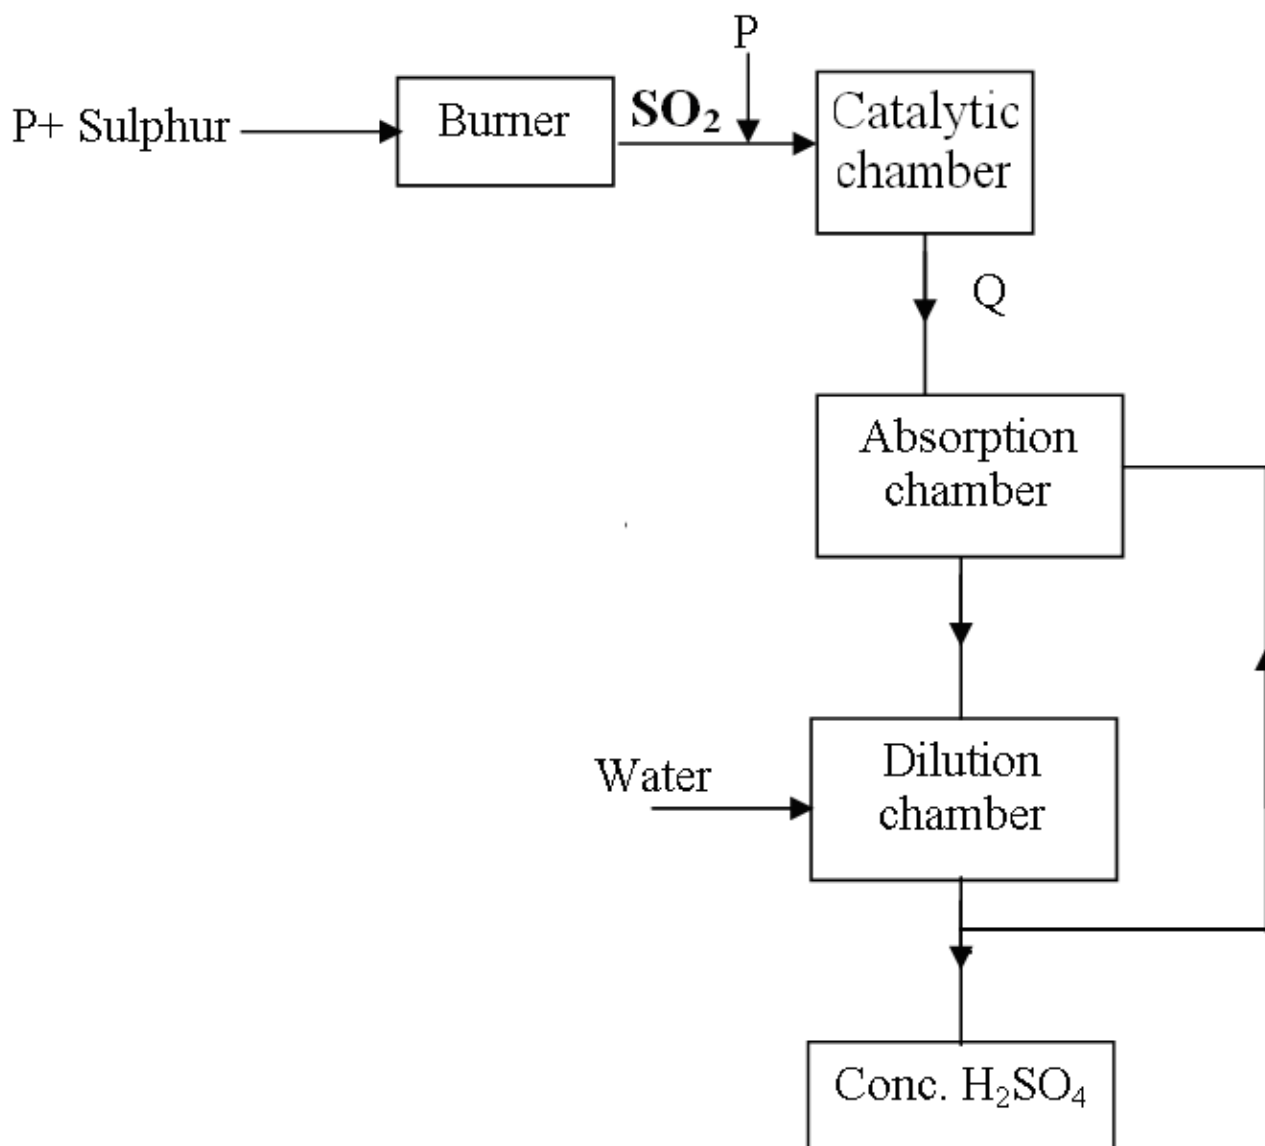 P
P+ Sulphur
Burner
SO₂
Catalytic
chamber
Q
Absorption
chamber
Water
Dilution
chamber
Conc. H₂SO₄